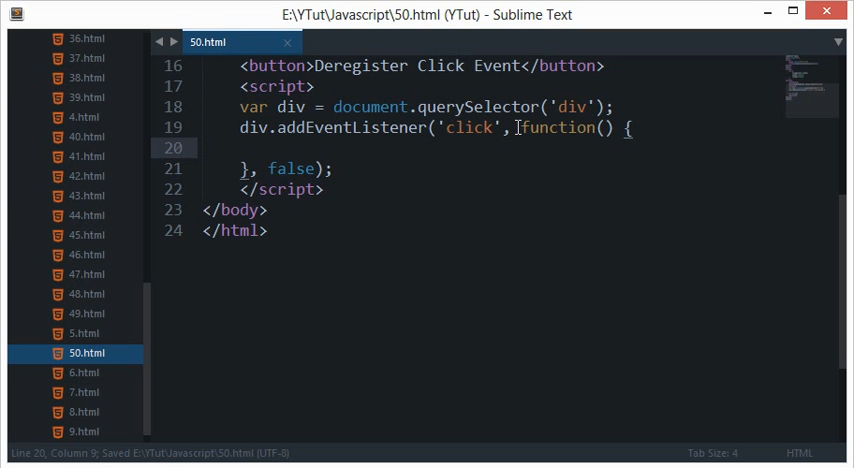 E:\YTut\Javascript\50.html (YTut) - Sublime Text
36.html
37.html
38.html
39.html
4.html
40.html
41.html
42.html
43.html
44.html
45.html
46.html
47.html
48.html
49.html
5.html
50.html
6.html
7.html
8.html
9.html
50.html
16 <button>Deregister Click Event</button>
17 <script>
18 var div = document.querySelector('div');
19 div.addEventListener('click', function() {
20
21 }, false);
22 </script>
23 </body>
24 </html>
Line 20, Column 9; Saved E:\YTut\Javascript\50.html (UTF-8)
Tab Size: 4
HTML